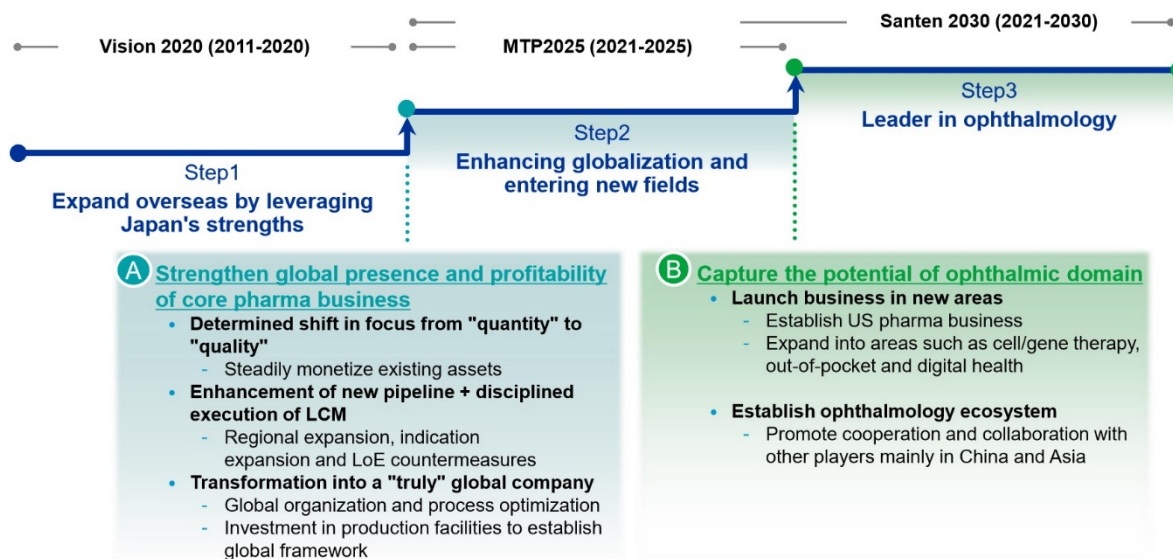 Santen 2030 (2021-2030)
Vision 2020 (2011-2020)
MTP2025 (2021-2025)
Step1
Expand overseas by leveraging
Japan's strengths
Step2
Enhancing globalization and
entering new fields
Step3
Leader in ophthalmology
A Strengthen global presence and profitability
of core pharma business
• Determined shift in focus from "quantity" to
"quality"
- Steadily monetize existing assets
• Enhancement of new pipeline + disciplined
execution of LCM
- Regional expansion, indication
expansion and LoE countermeasures
• Transformation into a "truly" global company
- Global organization and process optimization
- Investment in production facilities to establish
global framework
B Capture the potential of ophthalmic domain
• Launch business in new areas
- Establish US pharma business
- Expand into areas such as cell/gene therapy,
out-of-pocket and digital health
• Establish ophthalmology ecosystem
- Promote cooperation and collaboration with
other players mainly in China and Asia